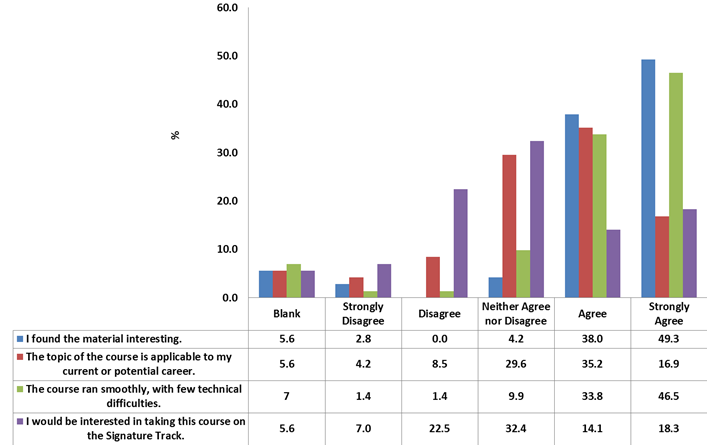 60.0
50.0
40.0
%
30.0
20.0
10.0
0.0
Blank
Strongly
Disagree
Disagree
Neither Agree
nor Disagree
Agree
Strongly
Agree
I found the material interesting. 5.6 2.8 0.0 4.2 38.0 49.3
The topic of the course is applicable to my
current or potential career. 5.6 4.2 8.5 29.6 35.2 16.9
The course ran smoothly, with few technical
difficulties. 7 1.4 1.4 9.9 33.8 46.5
I would be interested in taking this course on
the Signature Track. 5.6 7.0 22.5 32.4 14.1 18.3